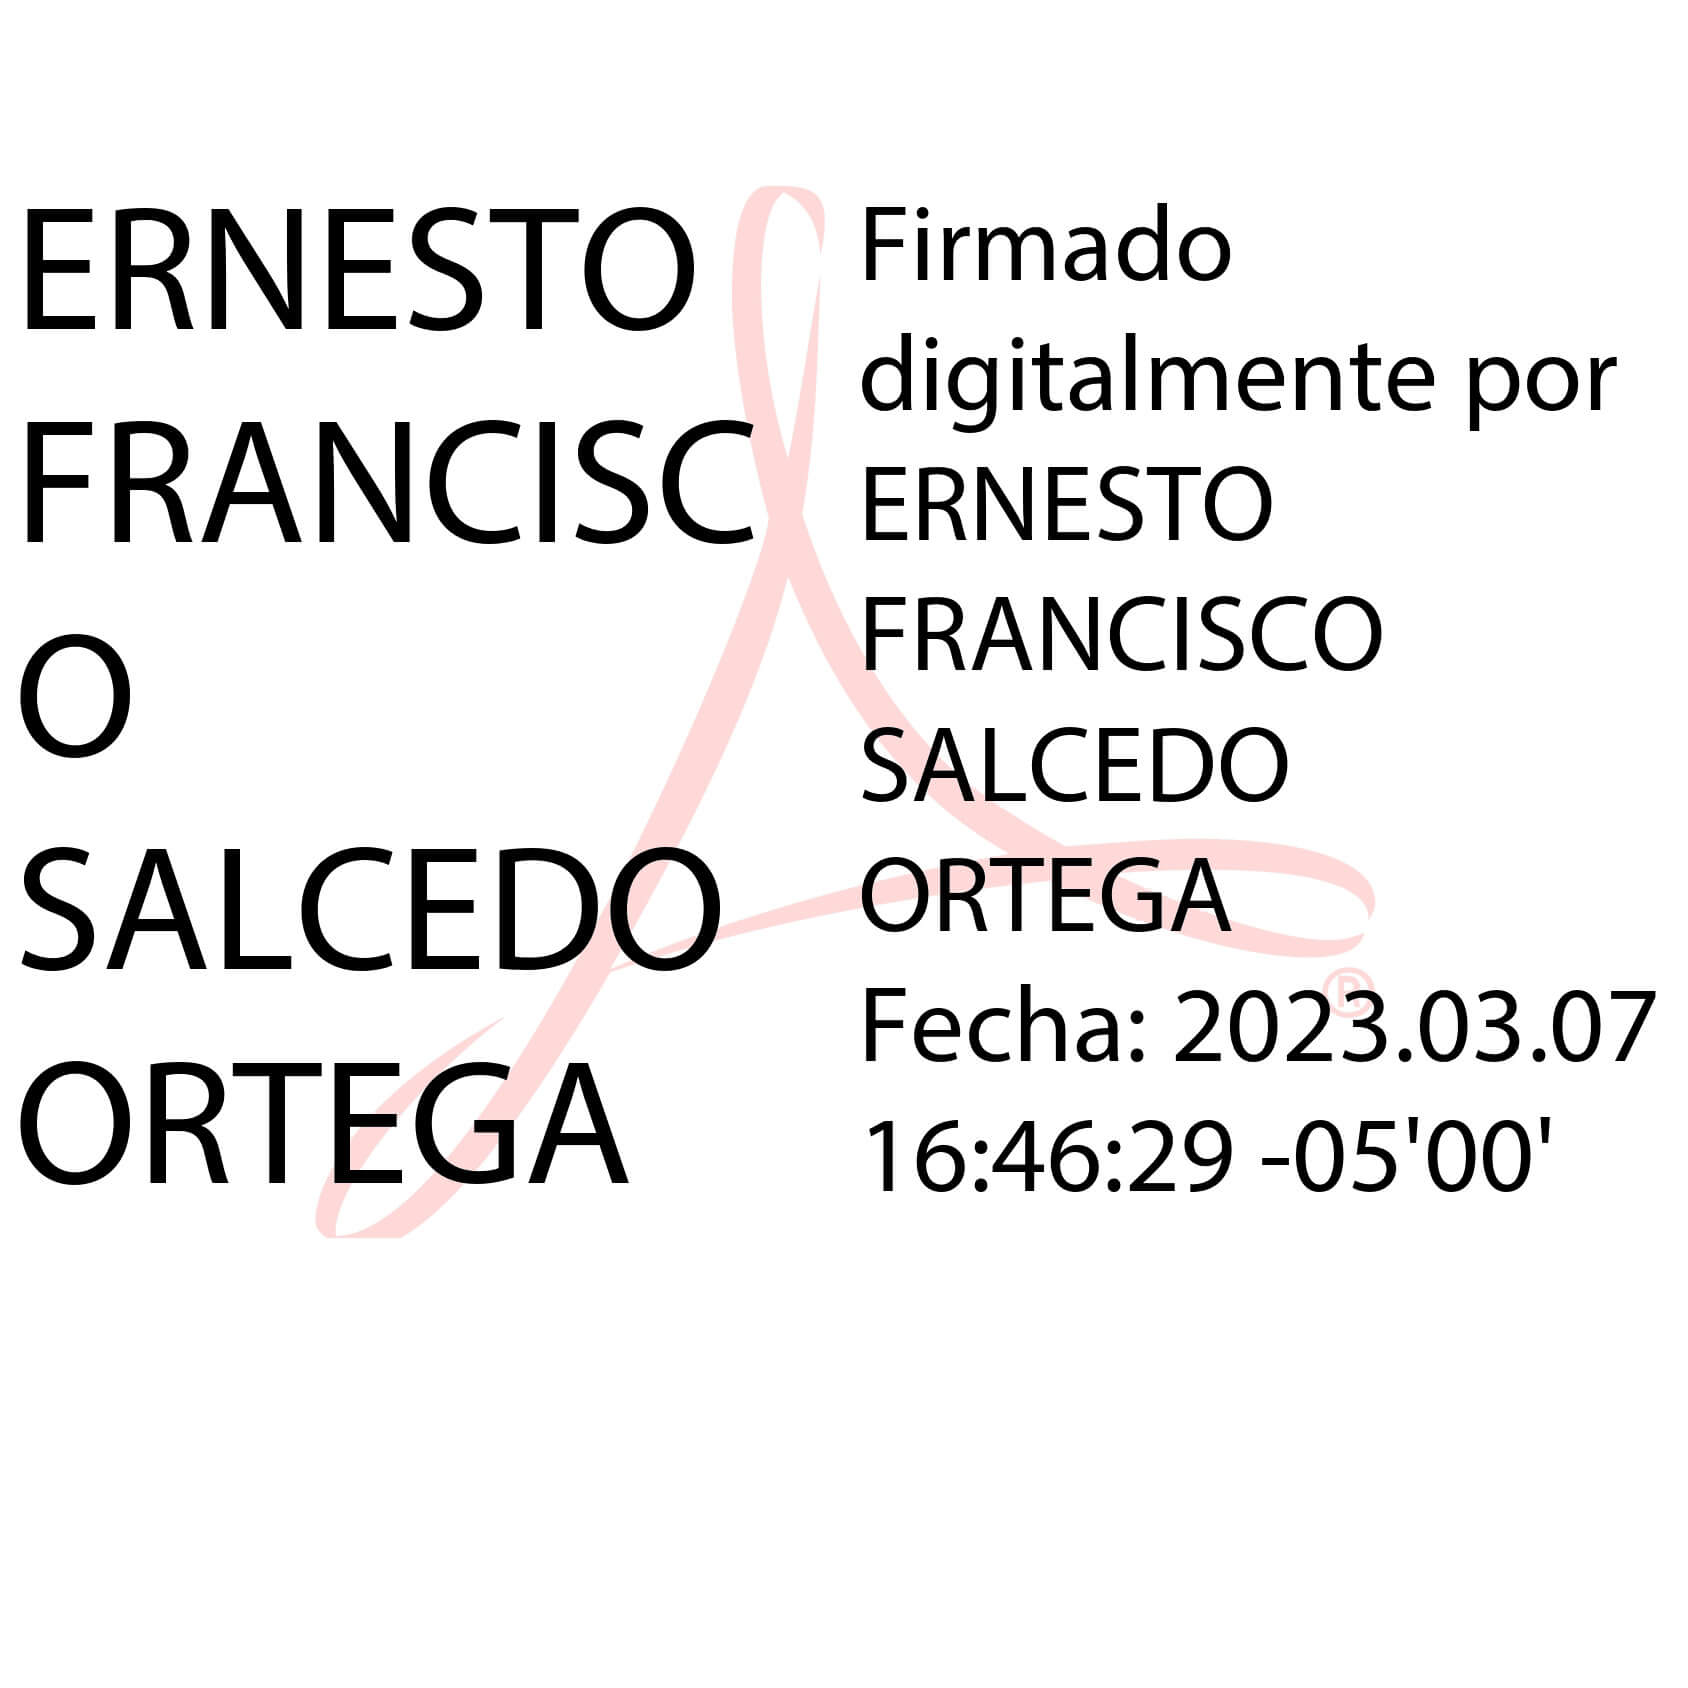 ERNESTO
FRANCISC
O
SALCEDO
ORTEGA
Firmado
digitalmente por
ERNESTO
FRANCISCO
SALCEDO
ORTEGA
Fecha: 2023.03.07
16:46:29 -05'00'